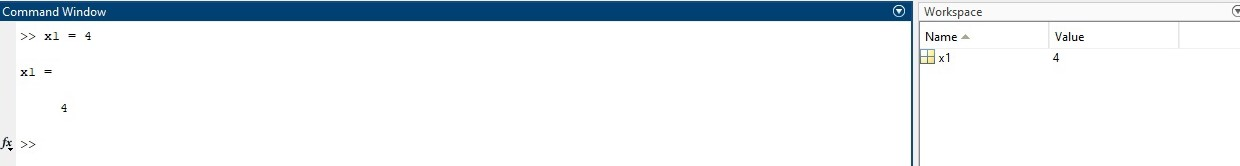 Command Window
>> x1 = 4
x1 =
4
fx >>
Workspace
Name Value
x1 4